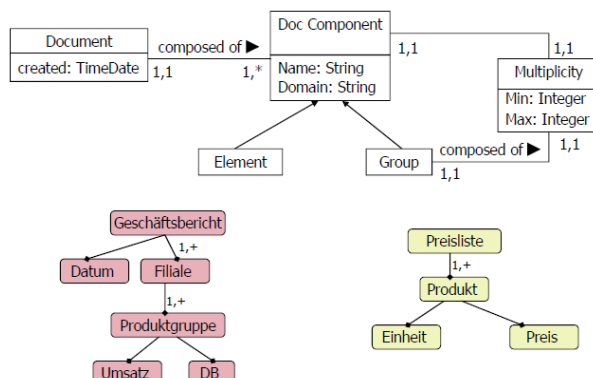 Document
created: TimeDate
composed of ▶
1,1
1,*
Doc Component
Name: String
Domain: String
1,1
1,1
Multiplicity
Min: Integer
Max: Integer
Element
Group
composed of ▶
1,1
1,1
Geschäftsbericht
1,+
Datum
Filiale
1,+
Produktgruppe
Umsatz
DB
Preisliste
1,+
Produkt
Einheit
Preis